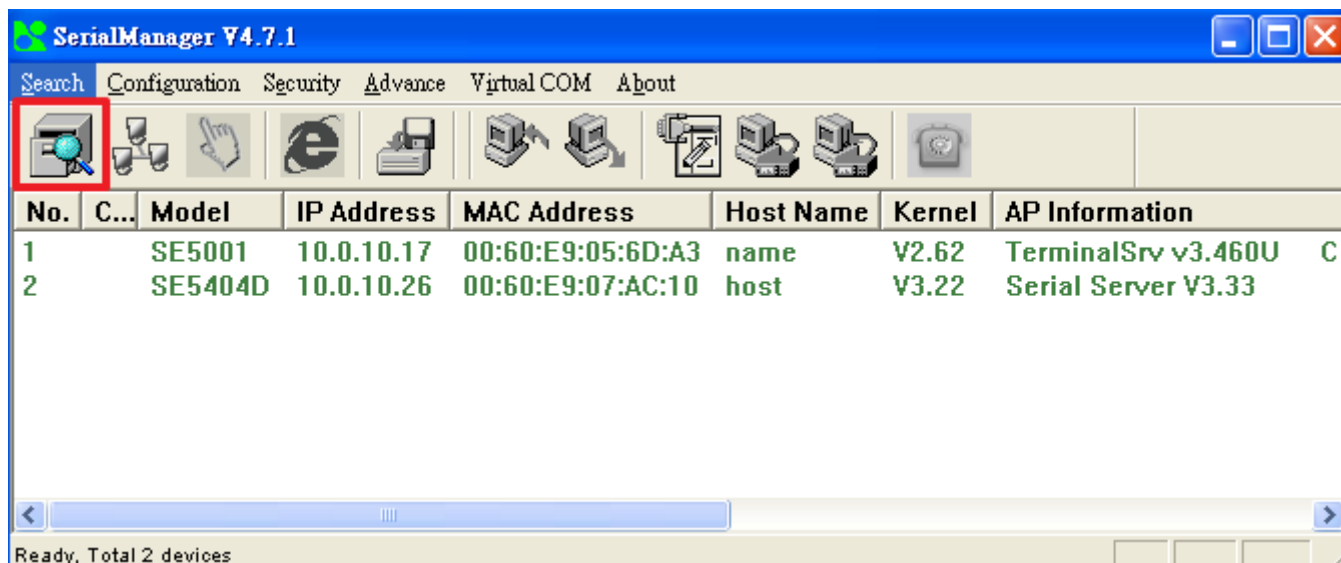 SerialManager V4.7.1
Search Configuration Security Advance Virtual COM About
No. C... Model IP Address MAC Address Host Name Kernel AP Information
1 SE5001 10.0.10.17 00:60:E9:05:6D:A3 name V2.62 TerminalSrv v3.460U C
2 SE5404D 10.0.10.26 00:60:E9:07:AC:10 host V3.22 Serial Server V3.33
Ready, Total 2 devices